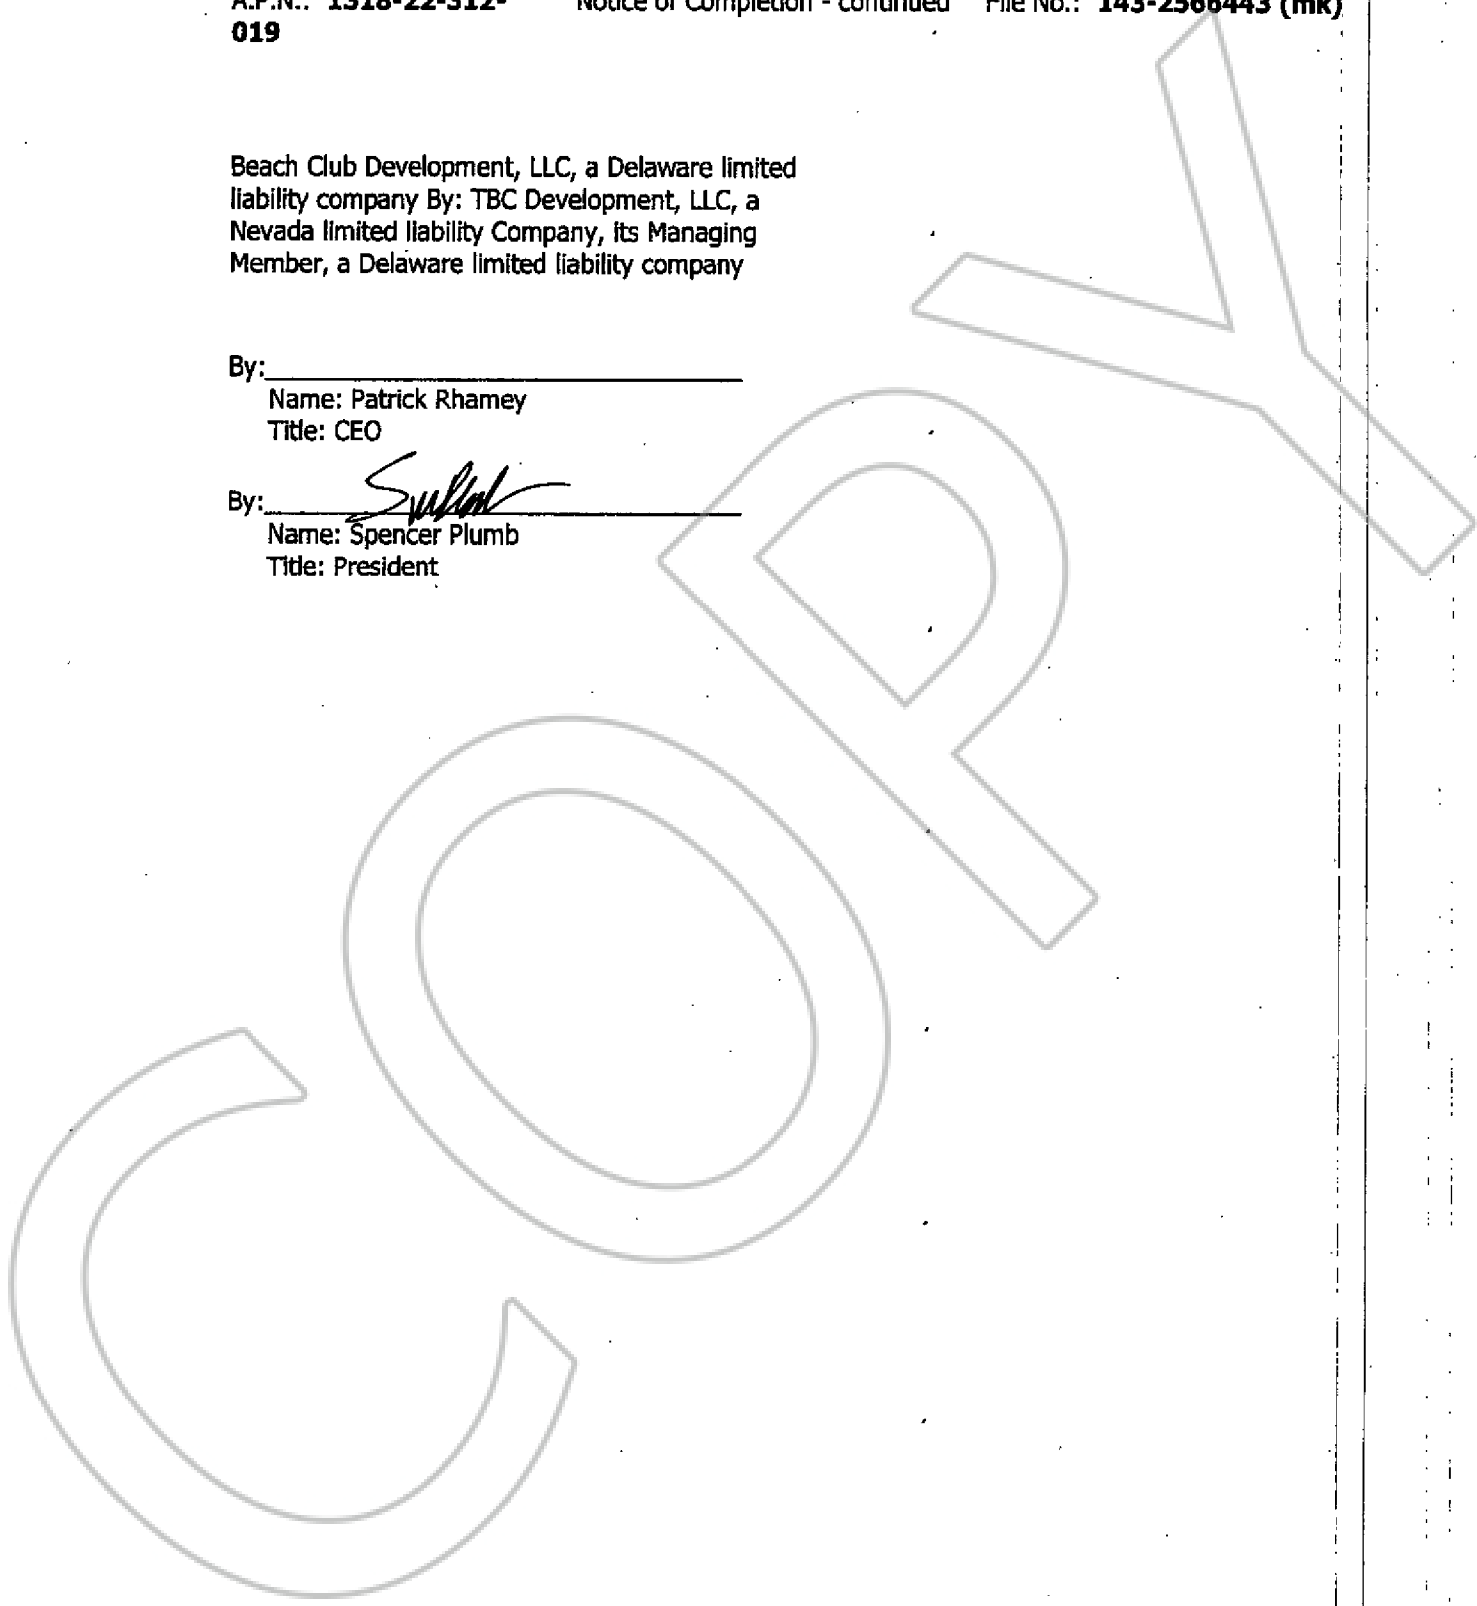 A.P.N.: 1318-22-312- Notice of Completion - continued File No.: 143-2566443 (mk)
019
Beach Club Development, LLC, a Delaware limited
liability company By: TBC Development, LLC, a
Nevada limited liability Company, its Managing
Member, a Delaware limited liability company
By:
Name: Patrick Rhamey
Title: CEO
By:
Name: Spencer Plumb
Title: President
COPY